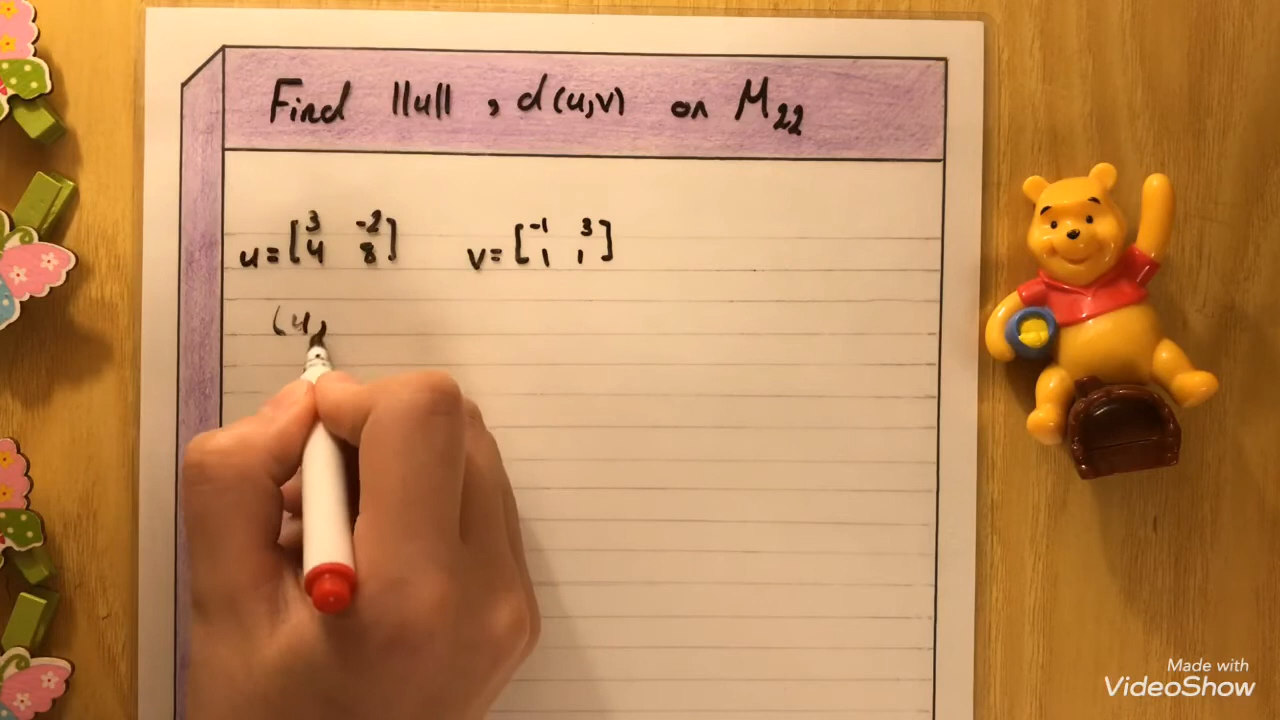 Find ||u|| , d(u,v) on M₂₂
u = [3 -2
4 8] v = [-1 3
1 1]
(u,
Made with
VideoShow